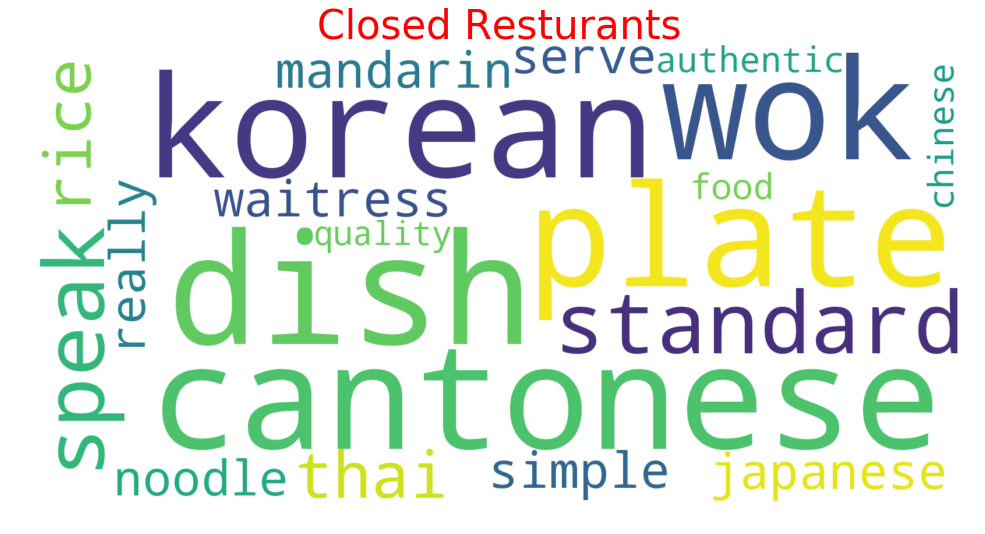 Closed Resturants
mandarin
serve
authentic
rice
korean
wok
chinese
waitress
food
really
speak
quality
plate
dish
standard
cantonese
noodle
thai
simple
japanese